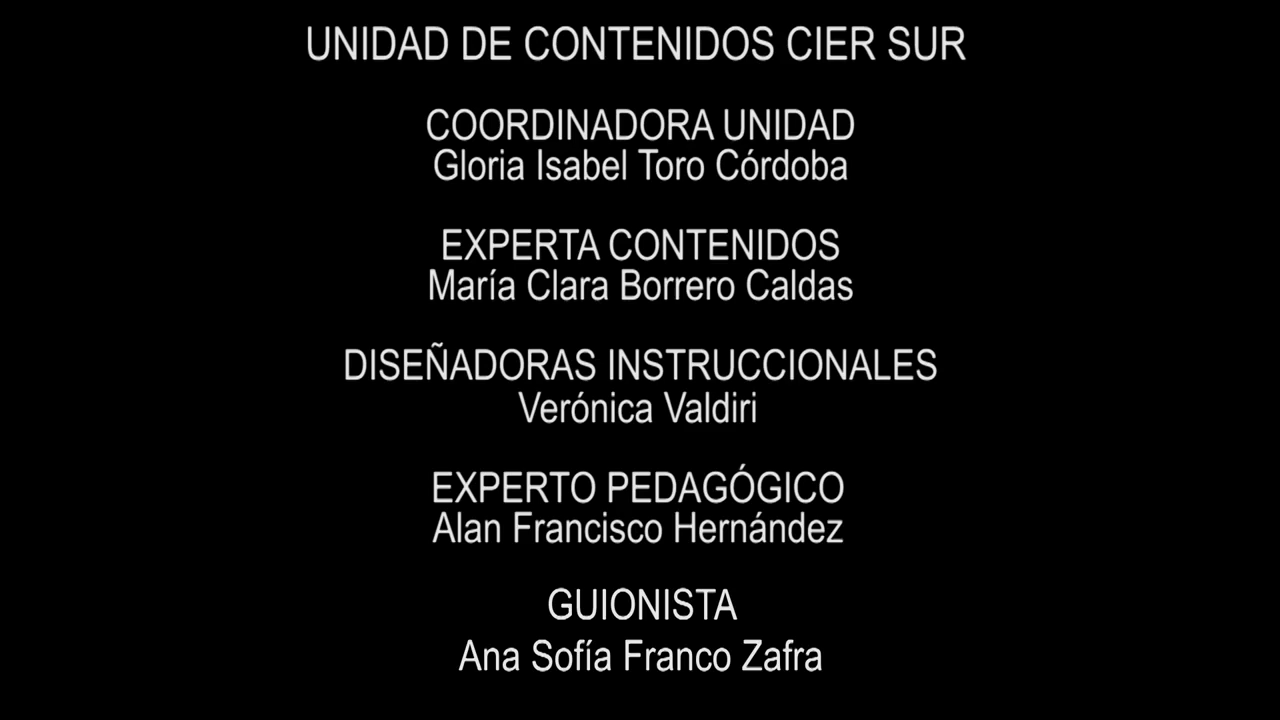 UNIDAD DE CONTENIDOS CIER SUR
COORDINADORA UNIDAD
Gloria Isabel Toro Córdoba
EXPERTA CONTENIDOS
María Clara Borrero Caldas
DISEÑADORAS INSTRUCCIONALES
Verónica Valdiri
EXPERTO PEDAGÓGICO
Alan Francisco Hernández
GUIONISTA
Ana Sofía Franco Zafra